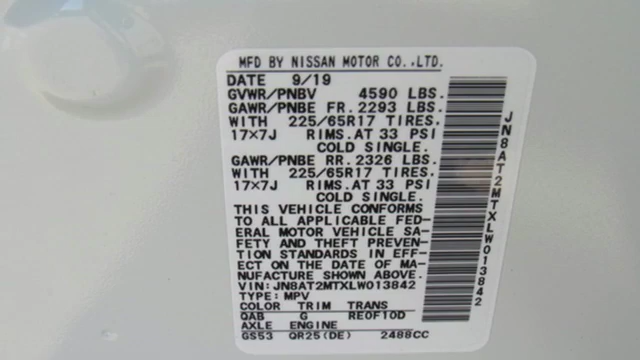 MFD BY NISSAN MOTOR CO.,LTD.
DATE 9/19
GVWR/PNBV 4590 LBS.
GAWR/PNBE FR. 2293 LBS.
WITH 225/65R17 TIRES.
17×7J RIMS. AT 33 PSI
COLD SINGLE.
GAWR/PNBE RR. 2326 LBS.
WITH 225/65R17 TIRES.
17×7J RIMS. AT 33 PSI
COLD SINGLE.
THIS VEHICLE CONFORMS
TO ALL APPLICABLE FED-
ERAL MOTOR VEHICLE SA-
FETY AND THEFT PREVEN-
TION STANDARDS IN EFF-
ECT ON THE DATE OF MA-
NUFACTURE SHOWN ABOVE.
VIN: JN8AT2MTXLW013842
TYPE: MPV
COLOR TRIM TRANS
QAB G RE0F10D
AXLE ENGINE
GS53 QR25(DE) 2488CC
JN8AT2MTXLW013842